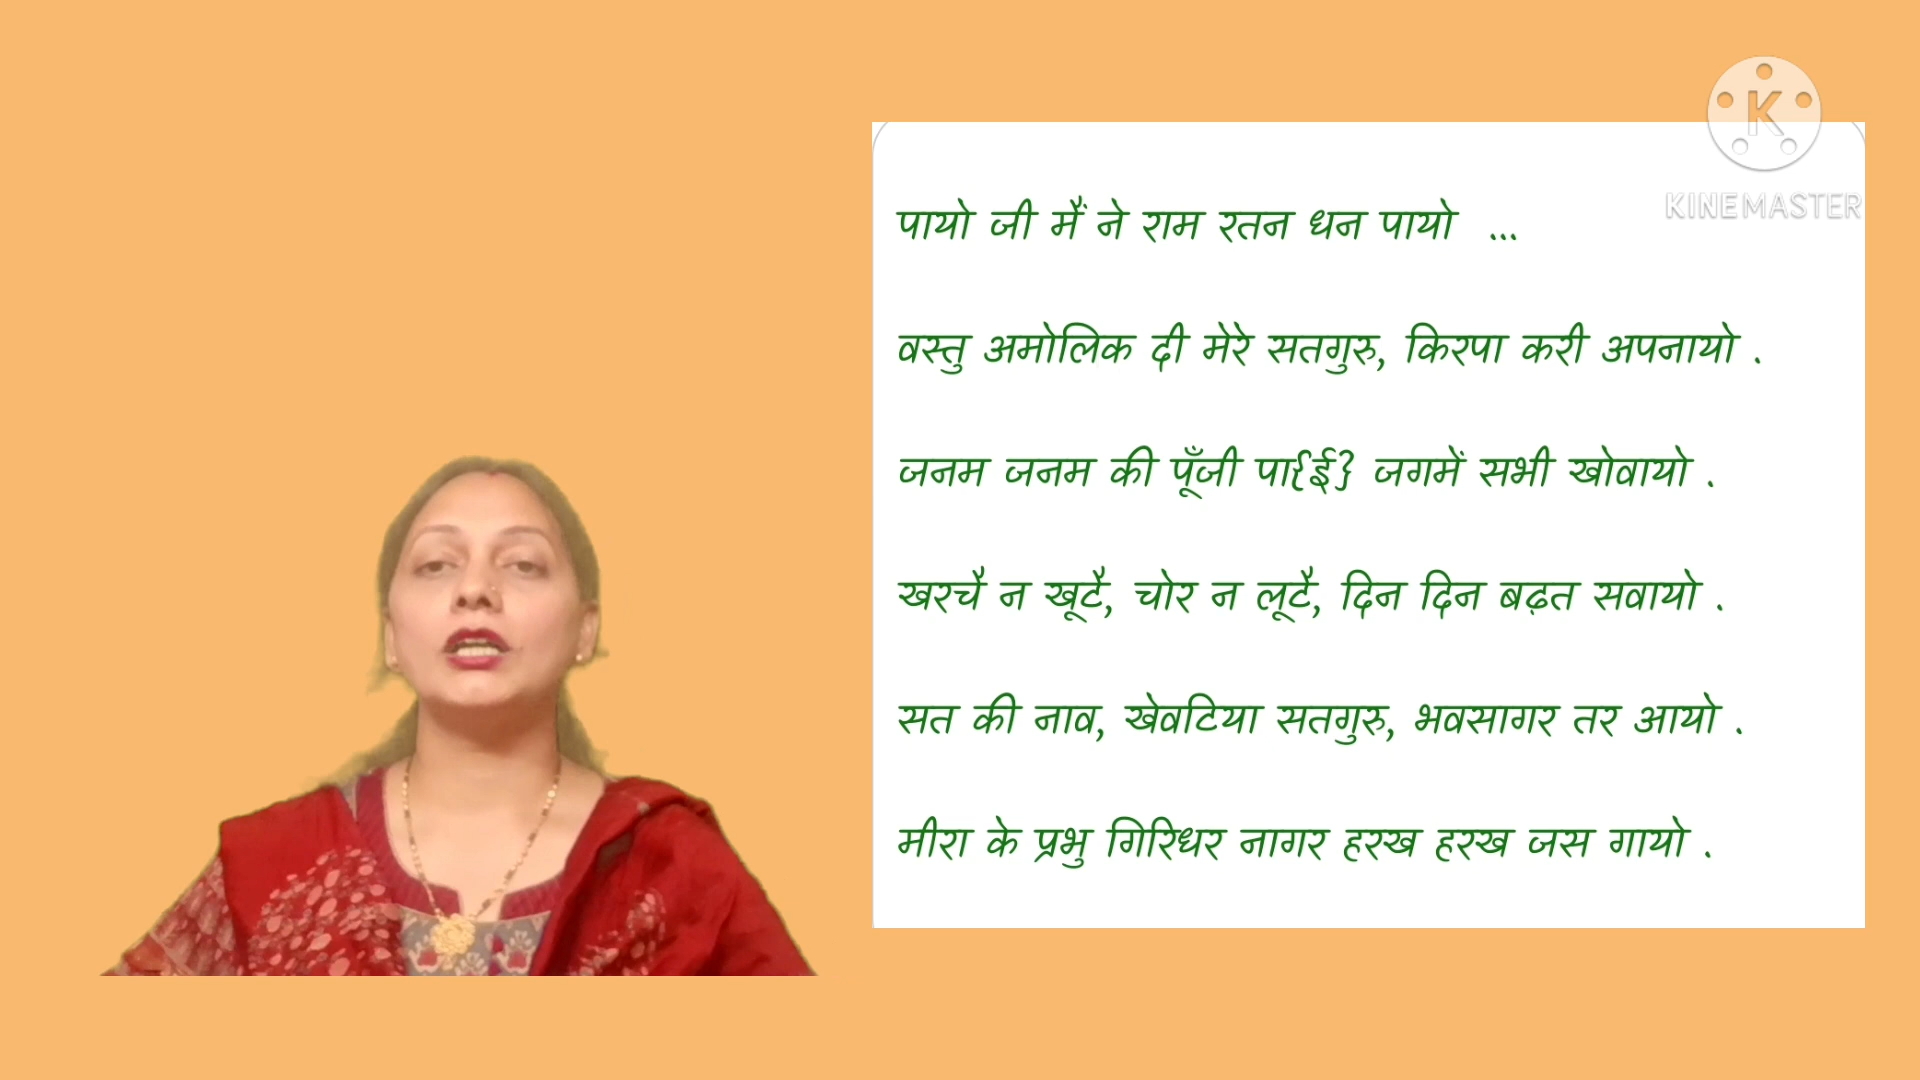 K
KINEMASTER
पायो जी मैं ने राम रतन धन पायो ...
वस्तु अमोलिक दी मेरे सतगुरु, किरपा करी अपनायो .
जनम जनम की पूँजी पा{ई} जगमें सभी खोवायो .
खरचै न खूटै, चोर न लूटै, दिन दिन बढ़त सवायो .
सत की नाव, खेवटिया सतगुरु, भवसागर तर आयो .
मीरा के प्रभु गिरिधर नागर हरख हरख जस गायो .